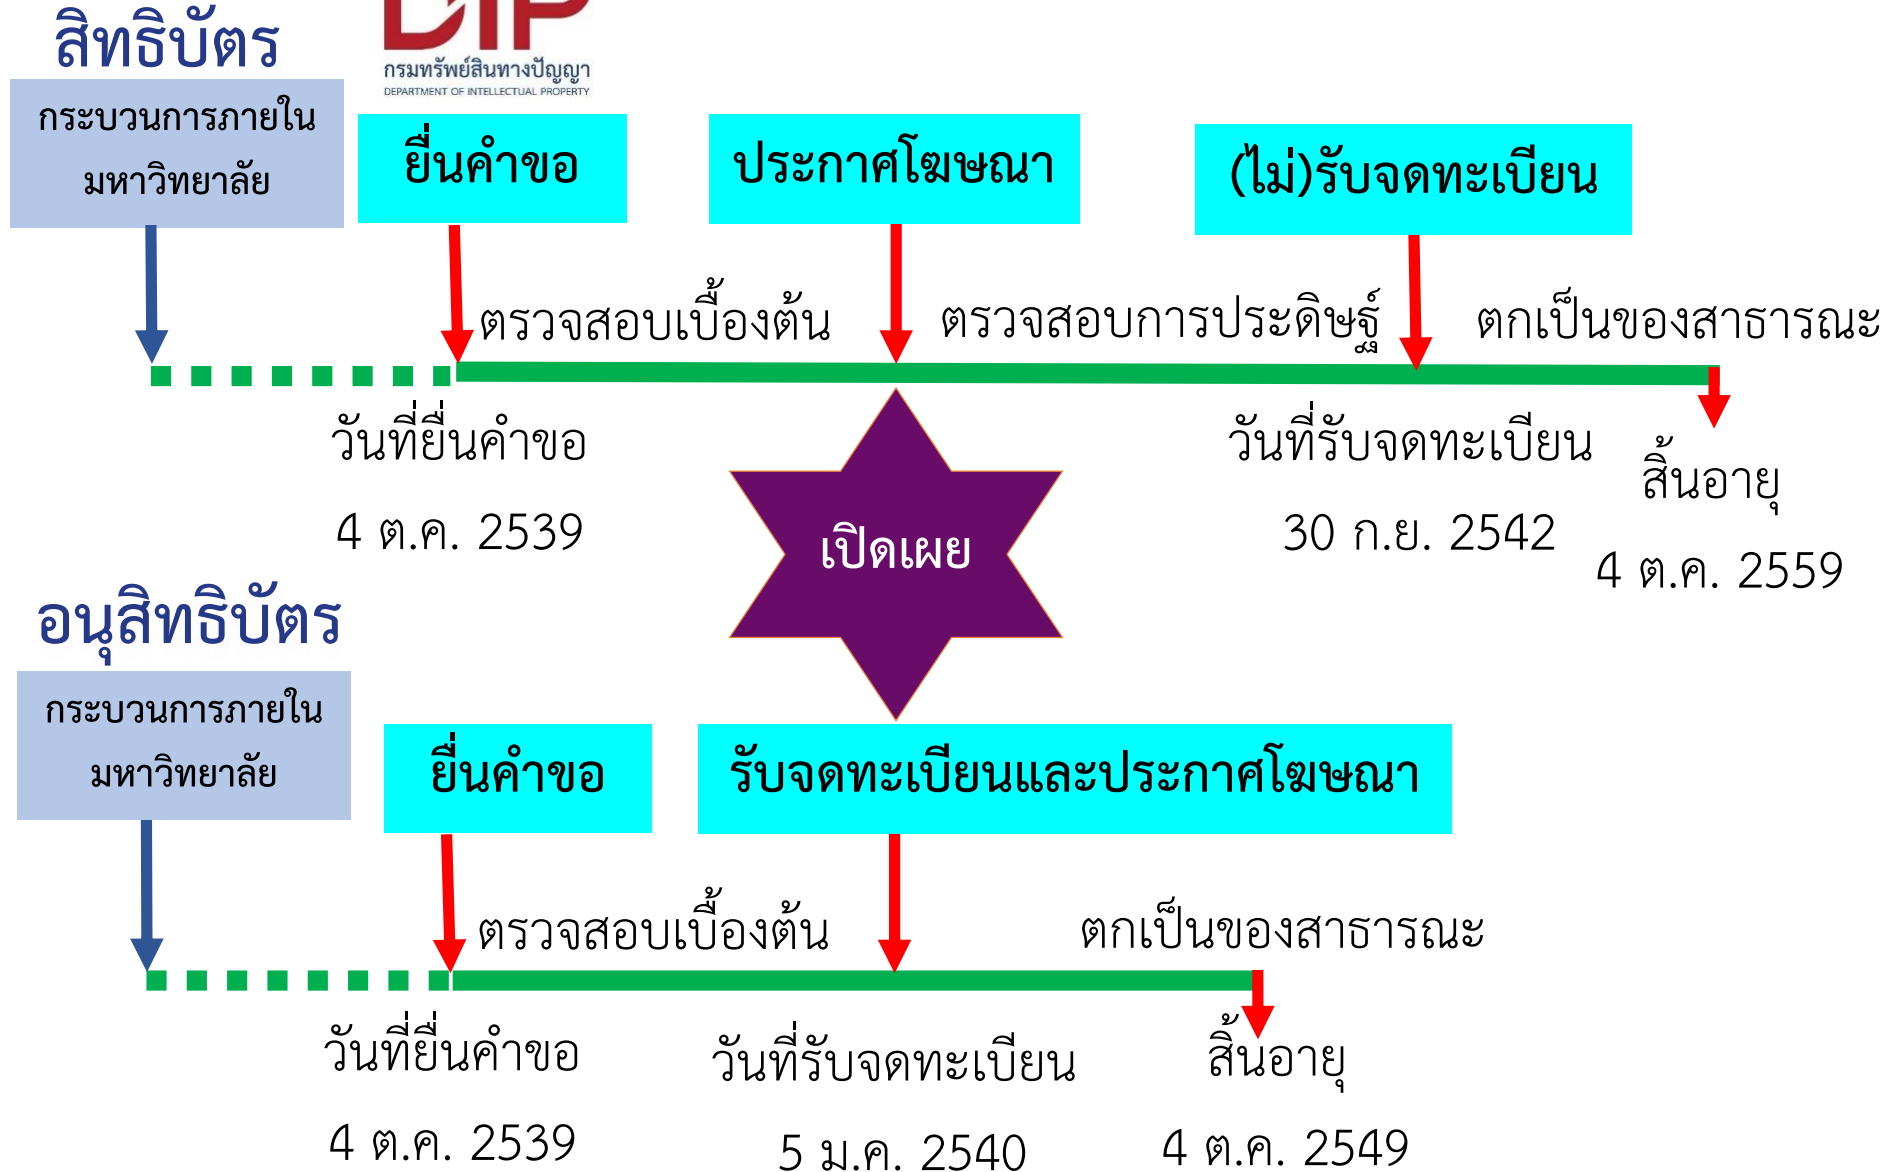 สิทธิบัตร
DIP
กรมทรัพย์สินทางปัญญา
DEPARTMENT OF INTELLECTUAL PROPERTY
กระบวนการภายใน
มหาวิทยาลัย
ยื่นคำขอ
ประกาศโฆษณา
(ไม่)รับจดทะเบียน
ตรวจสอบเบื้องต้น
ตรวจสอบการประดิษฐ์
ตกเป็นของสาธารณะ
วันที่ยื่นคำขอ
4 ต.ค. 2539
เปิดเผย
วันที่รับจดทะเบียน
30 ก.ย. 2542
สิ้นอายุ
4 ต.ค. 2559
อนุสิทธิบัตร
กระบวนการภายใน
มหาวิทยาลัย
ยื่นคำขอ
รับจดทะเบียนและประกาศโฆษณา
ตรวจสอบเบื้องต้น
ตกเป็นของสาธารณะ
วันที่ยื่นคำขอ
4 ต.ค. 2539
วันที่รับจดทะเบียน
5 ม.ค. 2540
สิ้นอายุ
4 ต.ค. 2549